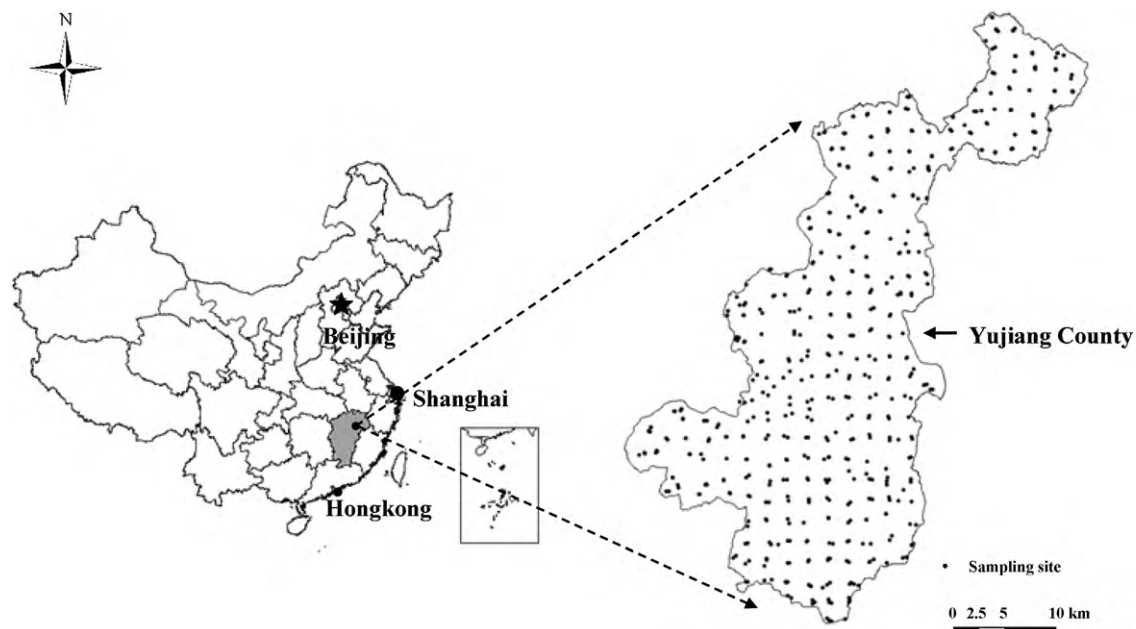 N
Beijing
Shanghai
Hongkong
Yujiang County
Sampling site
0 2.5 5 10 km